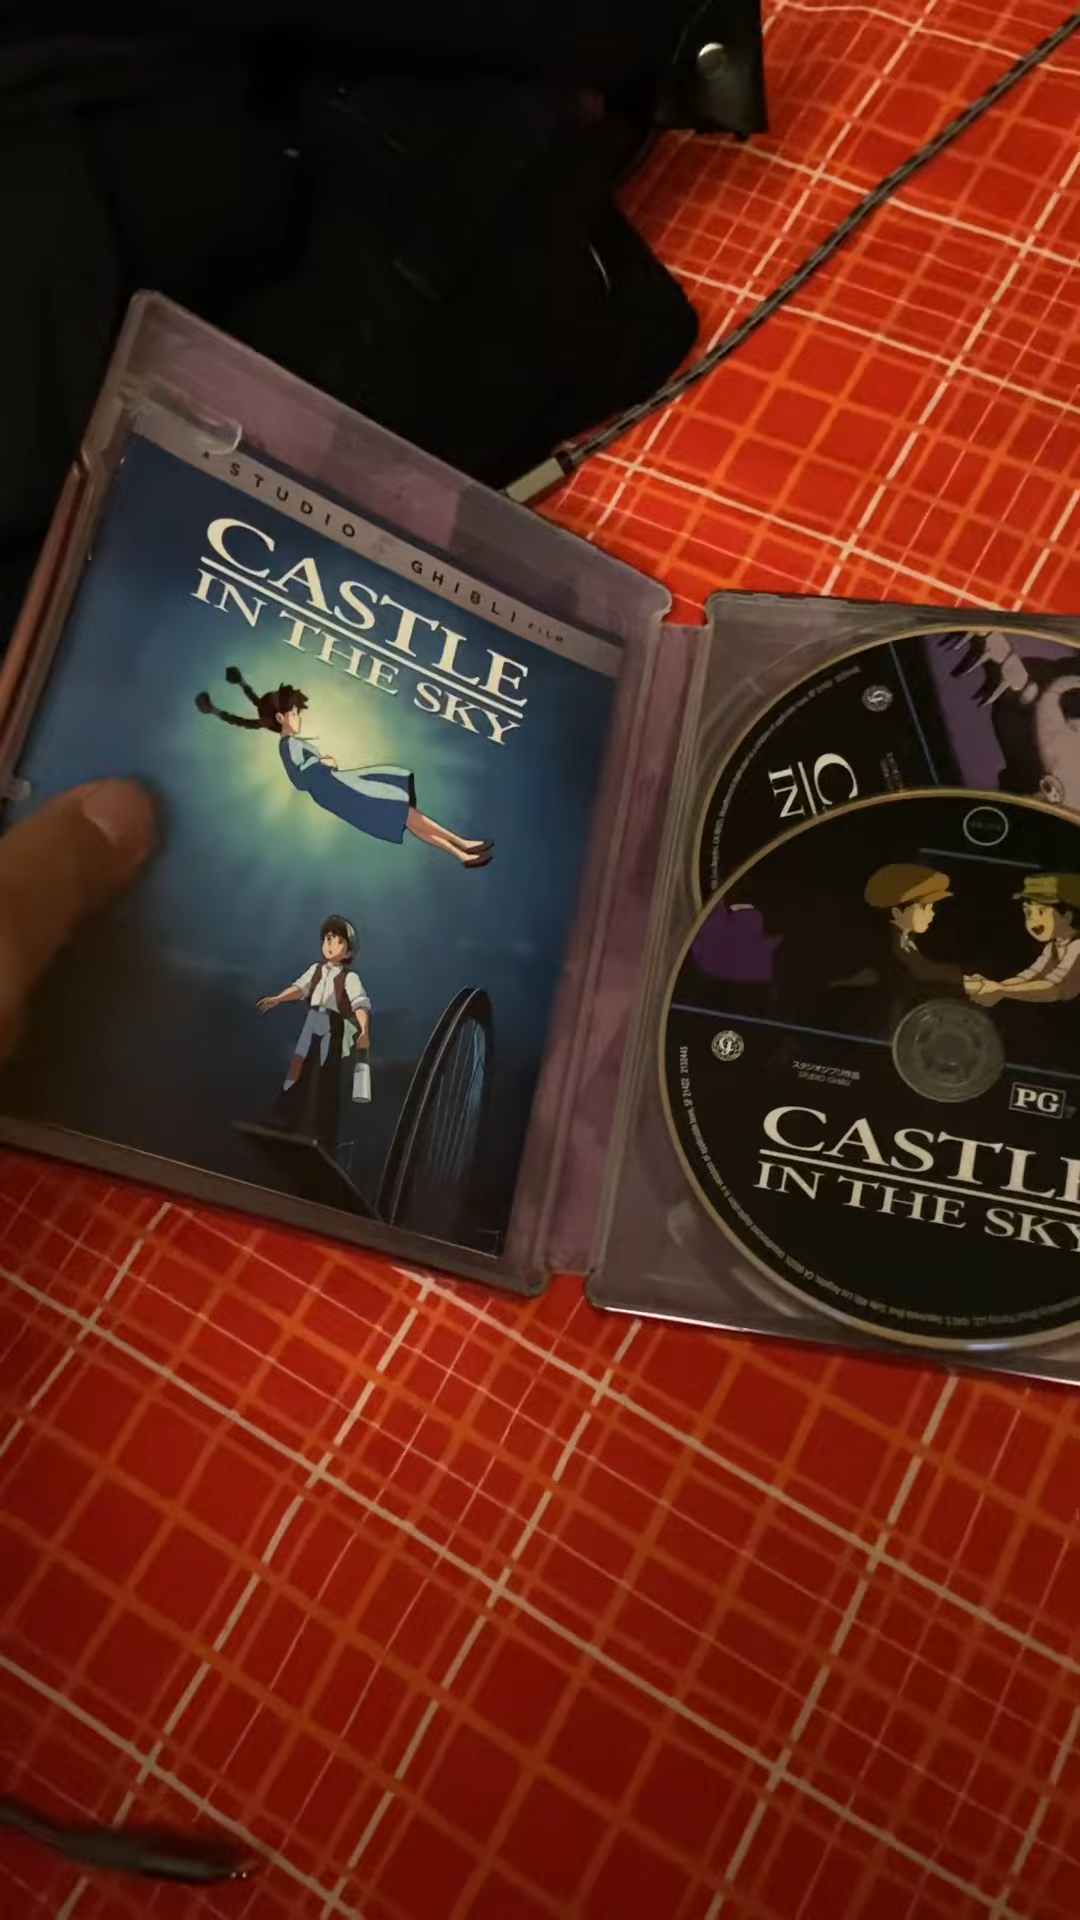 A STUDIO GHIBLI FILM
CASTLE
IN THE SKY
C
IN
スタジオジブリ作品
STUDIO GHIBLI
PG
CASTLE
IN THE SKY